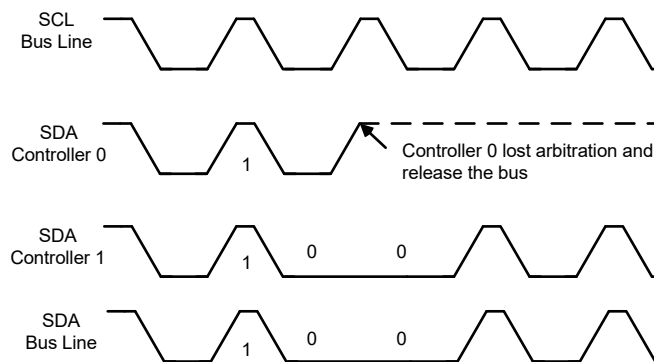 SCL
Bus Line
SDA
Controller 0
1
Controller 0 lost arbitration and
release the bus
SDA
Controller 1
1
0
0
SDA
Bus Line
1
0
0